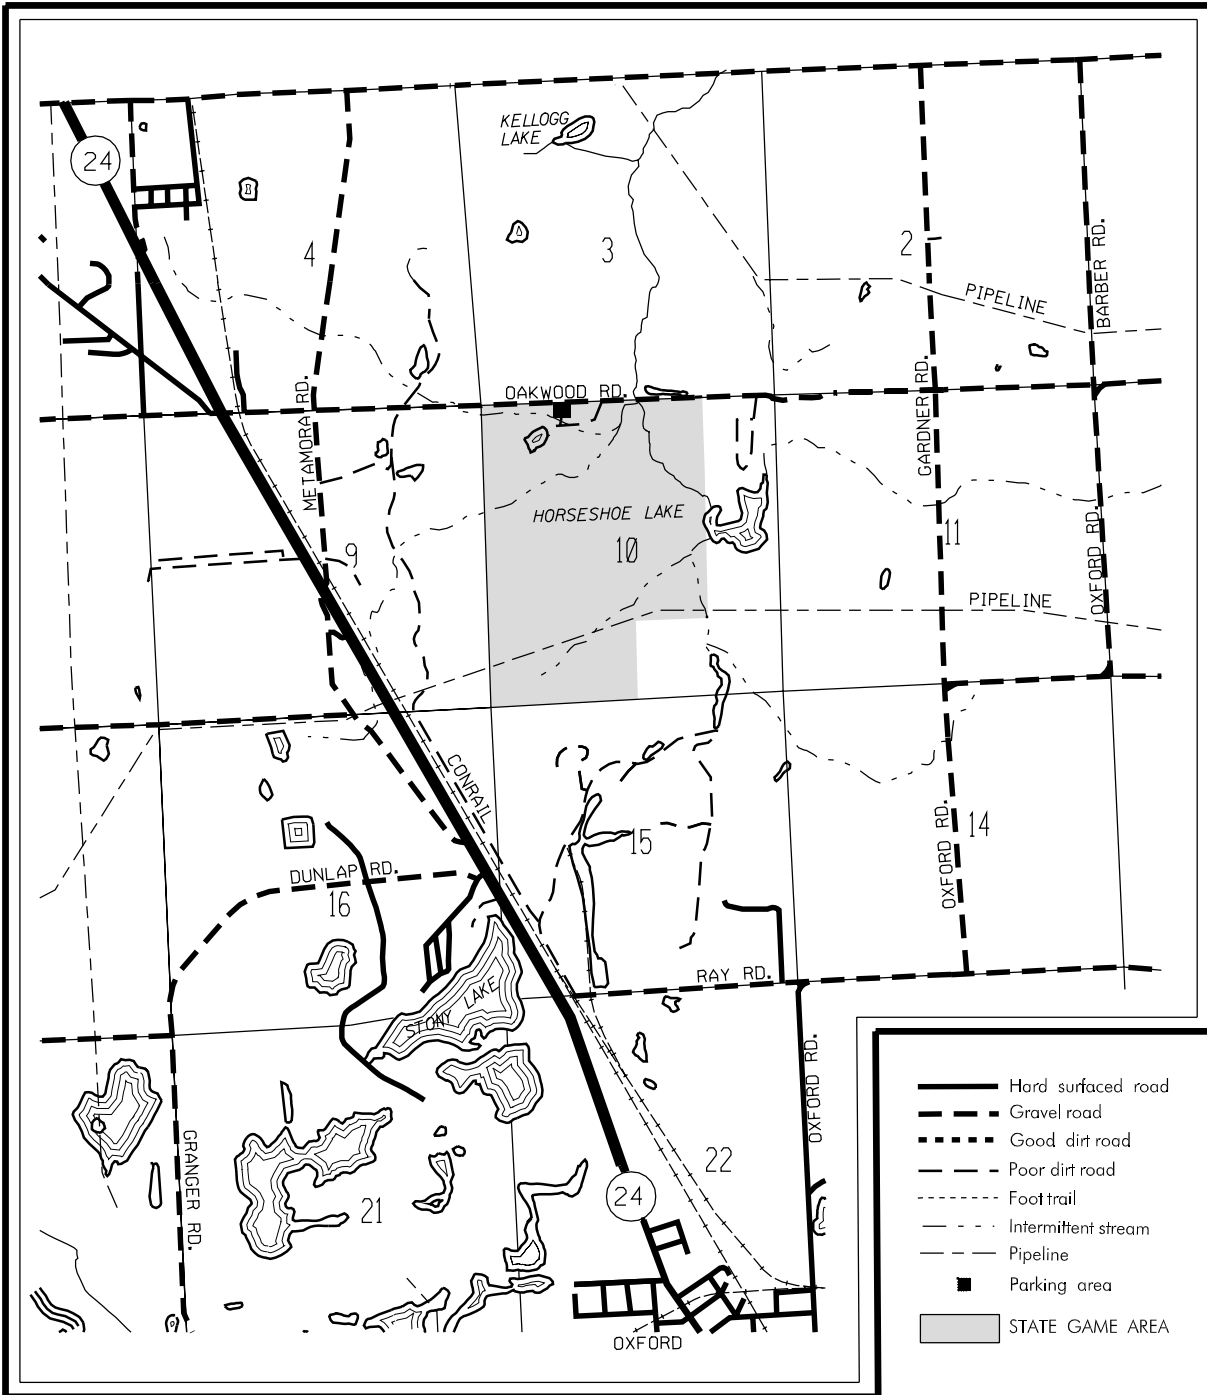 KELLOGG
LAKE
24
4
3
2
BARBER RD.
PIPELINE
OAKWOOD RD.
METAMORA RD.
GARDNER RD.
HORSESHOE LAKE
9
10
11
OXFORD RD.
PIPELINE
CONRAIL
15
14
OXFORD RD.
DUNLAP RD.
16
RAY RD.
STONY LAKE
OXFORD RD.
GRANGER RD.
22
24
21
OXFORD
Hard surfaced road
Gravel road
Good dirt road
Poor dirt road
Foot trail
Intermittent stream
Pipeline
Parking area
STATE GAME AREA